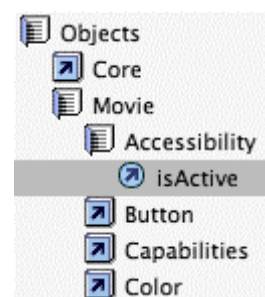 Objects
Core
Movie
Accessibility
isActive
Button
Capabilities
Color